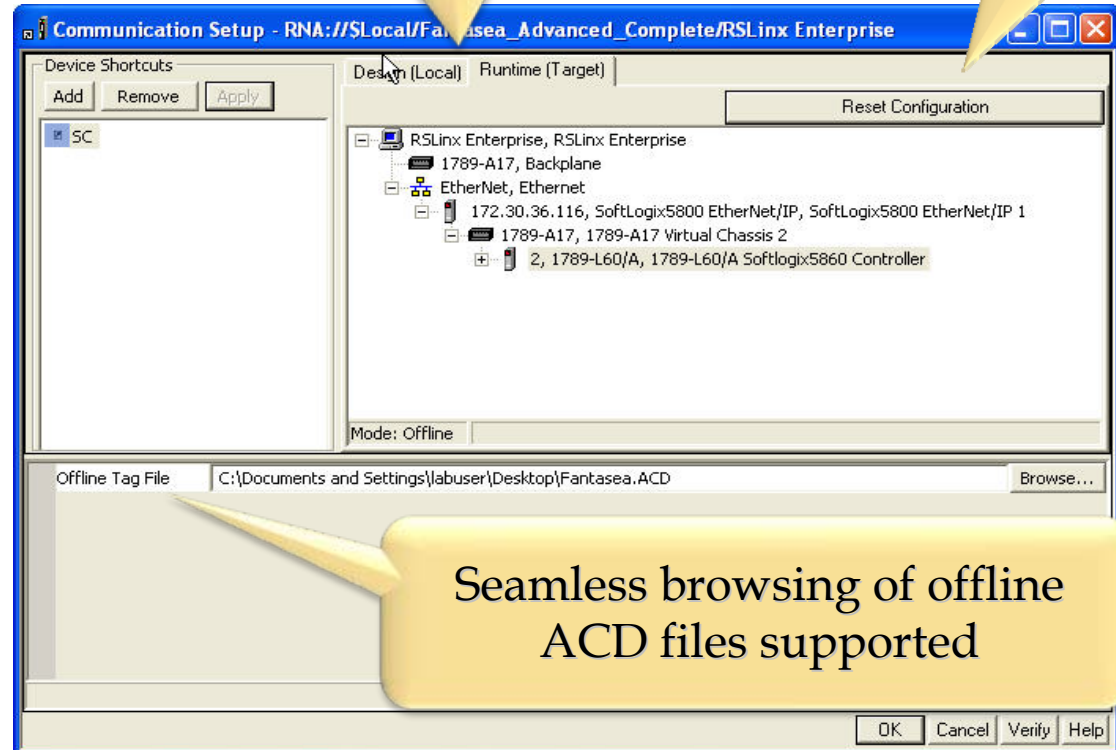 Communication Setup - RNA://$Local/Fantasea_Advanced_Complete/RSLinx Enterprise
Device Shortcuts
Add Remove Apply
SC
Design (Local) Runtime (Target)
Reset Configuration
RSLinx Enterprise, RSLinx Enterprise
1789-A17, Backplane
EtherNet, Ethernet
172.30.36.116, SoftLogix5800 EtherNet/IP, SoftLogix5800 EtherNet/IP 1
1789-A17, 1789-A17 Virtual Chassis 2
2, 1789-L60/A, 1789-L60/A Softlogix5860 Controller
Mode: Offline
Offline Tag File C:\Documents and Settings\labuser\Desktop\Fantasea.ACD Browse...
Seamless browsing of offline
ACD files supported
OK Cancel Verify Help